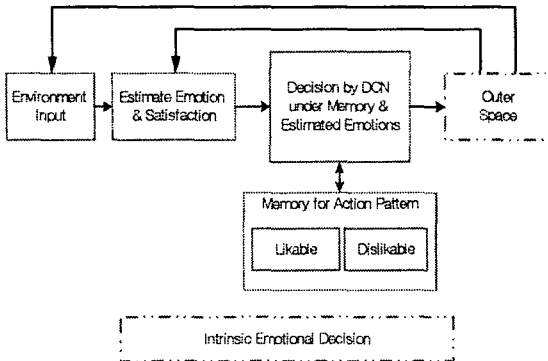 Environment
Input
Estimate Emotion
& Satisfaction
Decision by DCN
under Memory &
Estimated Emotions
Outer
Space
Memory for Action Pattern
Likable
Dislikable
Intrinsic Emotional Decision